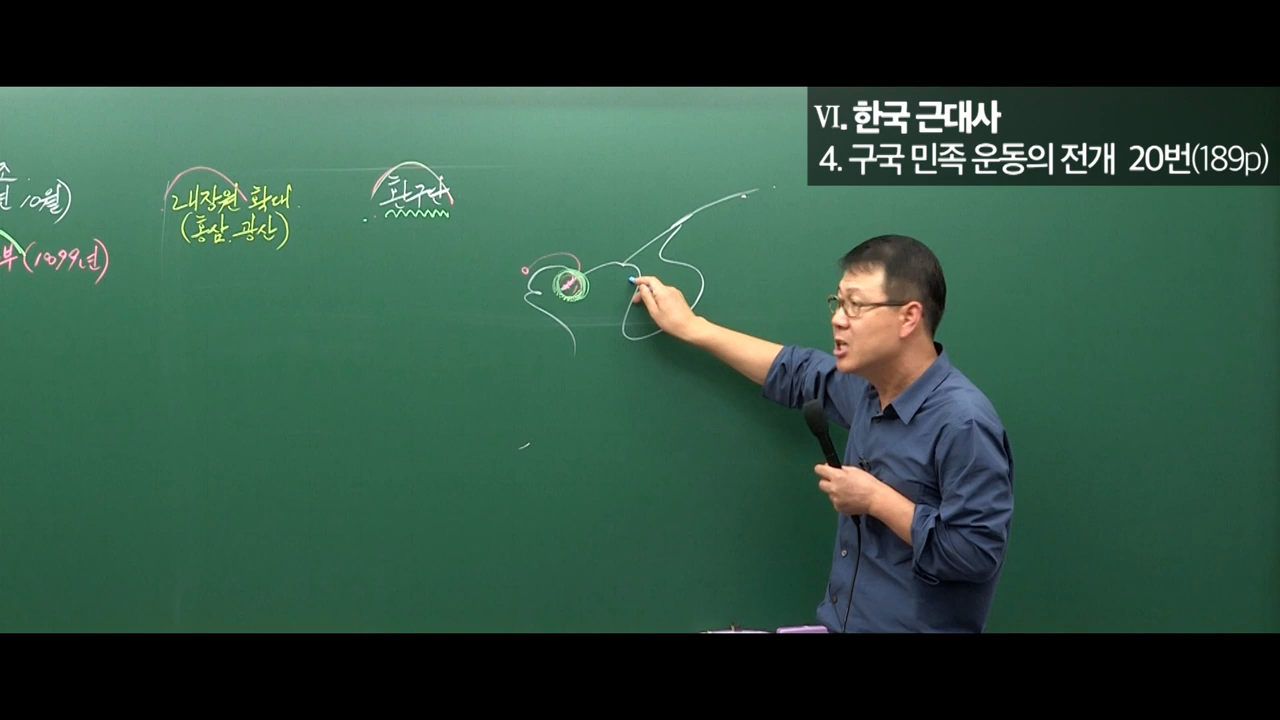 Ⅵ. 한국 근대사
4. 구국 민족 운동의 전개 20번(189p)
조
년 10월)
부(1899년)
내장원 확대
(홍삼. 광산)
환구단